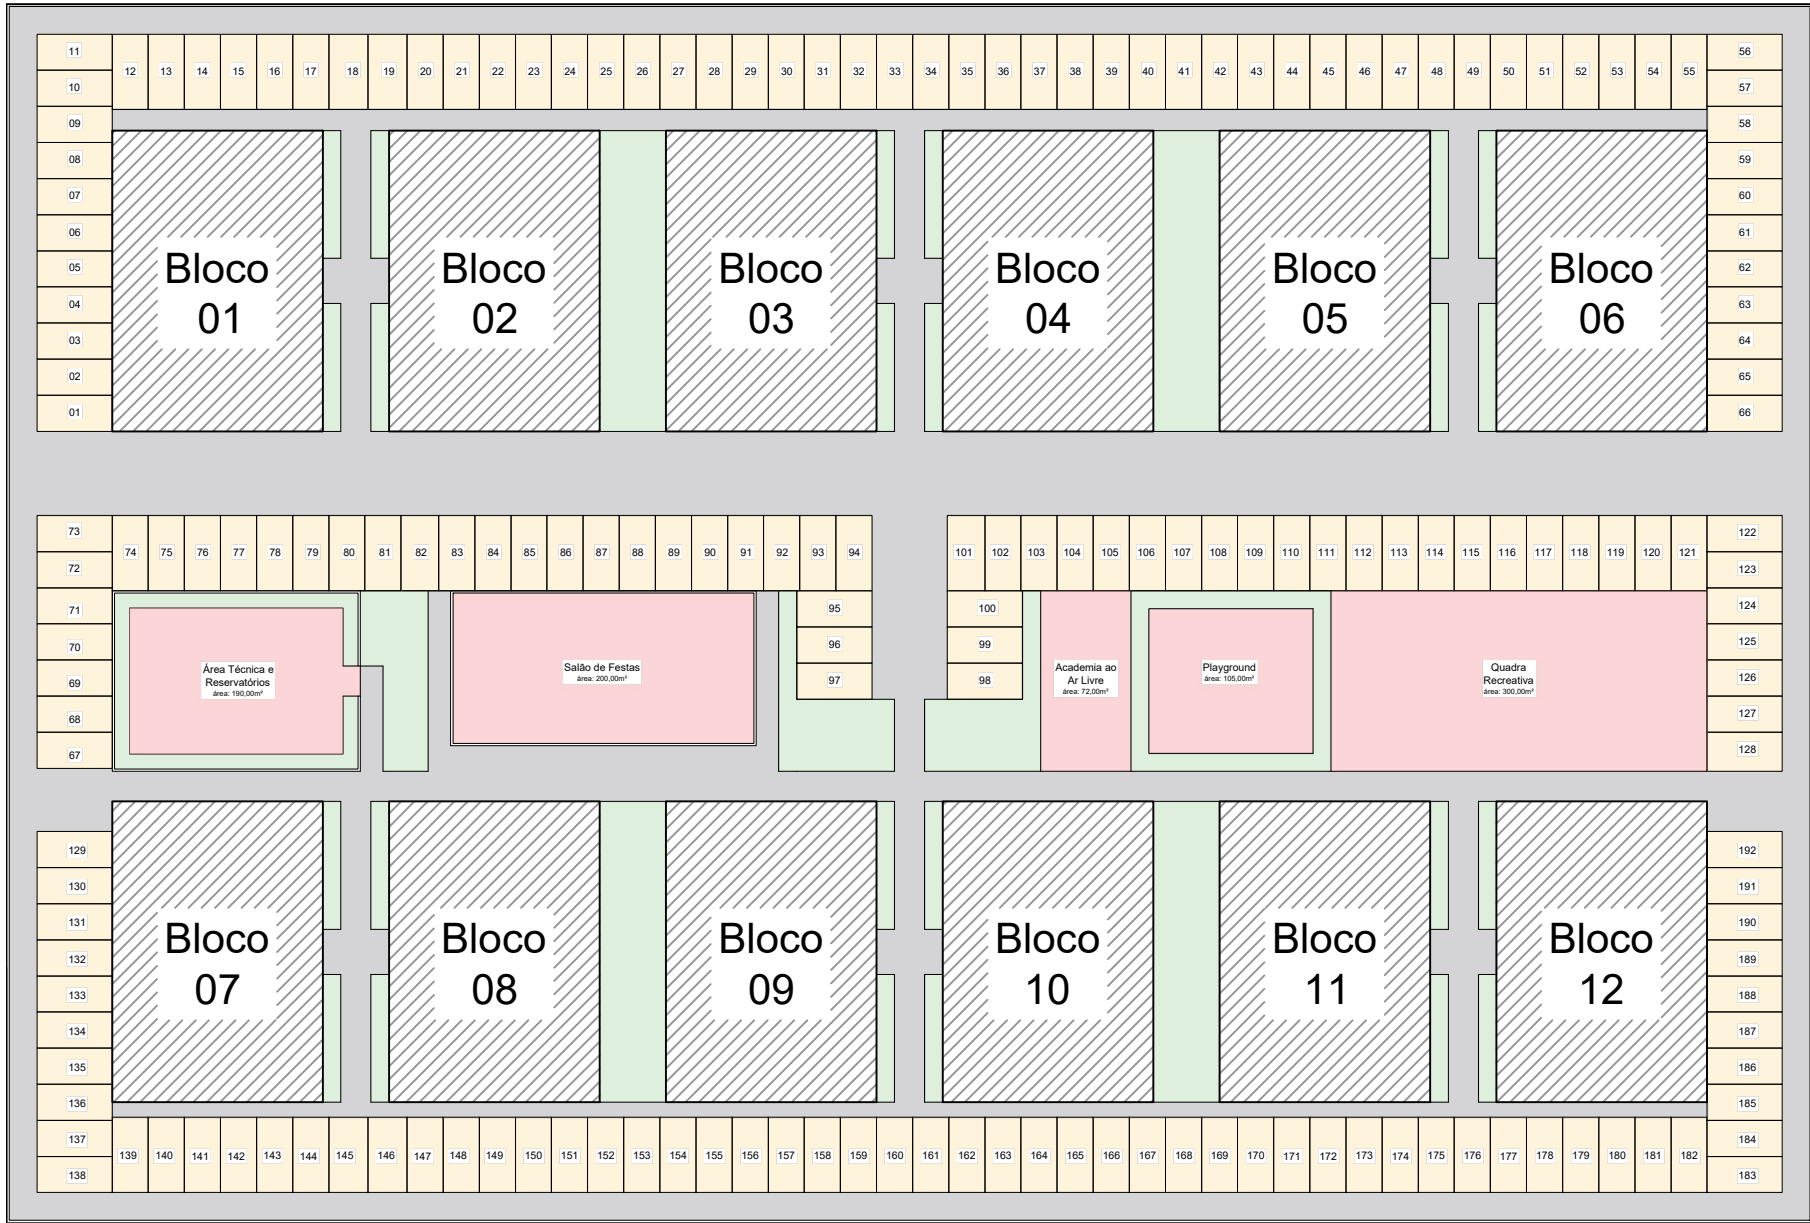 11
10
09
08
07
06
05
04
03
02
01
12 13 14 15 16 17 18 19 20 21 22 23 24 25 26 27 28 29 30 31 32 33 34 35 36 37 38 39 40 41 42 43 44 45 46 47 48 49 50 51 52 53 54 55
56
57
58
59
60
61
62
63
64
65
66
Bloco
01
Bloco
02
Bloco
03
Bloco
04
Bloco
05
Bloco
06
73
72
71
70
69
68
67
74 75 76 77 78 79 80 81 82 83 84 85 86 87 88 89 90 91 92 93 94
95
96
97
101 102 103 104 105 106 107 108 109 110 111 112 113 114 115 116 117 118 119 120 121
100
99
98
122
123
124
125
126
127
128
Área Técnica e
Reservatórios
área: 190,00m²
Salão de Festas
área: 200,00m²
Academia ao
Ar Livre
área: 72,00m²
Playground
área: 105,00m²
Quadra
Recreativa
área: 300,00m²
129
130
131
132
133
134
135
136
137
138
Bloco
07
Bloco
08
Bloco
09
Bloco
10
Bloco
11
Bloco
12
192
191
190
189
188
187
186
185
184
183
139 140 141 142 143 144 145 146 147 148 149 150 151 152 153 154 155 156 157 158 159 160 161 162 163 164 165 166 167 168 169 170 171 172 173 174 175 176 177 178 179 180 181 182